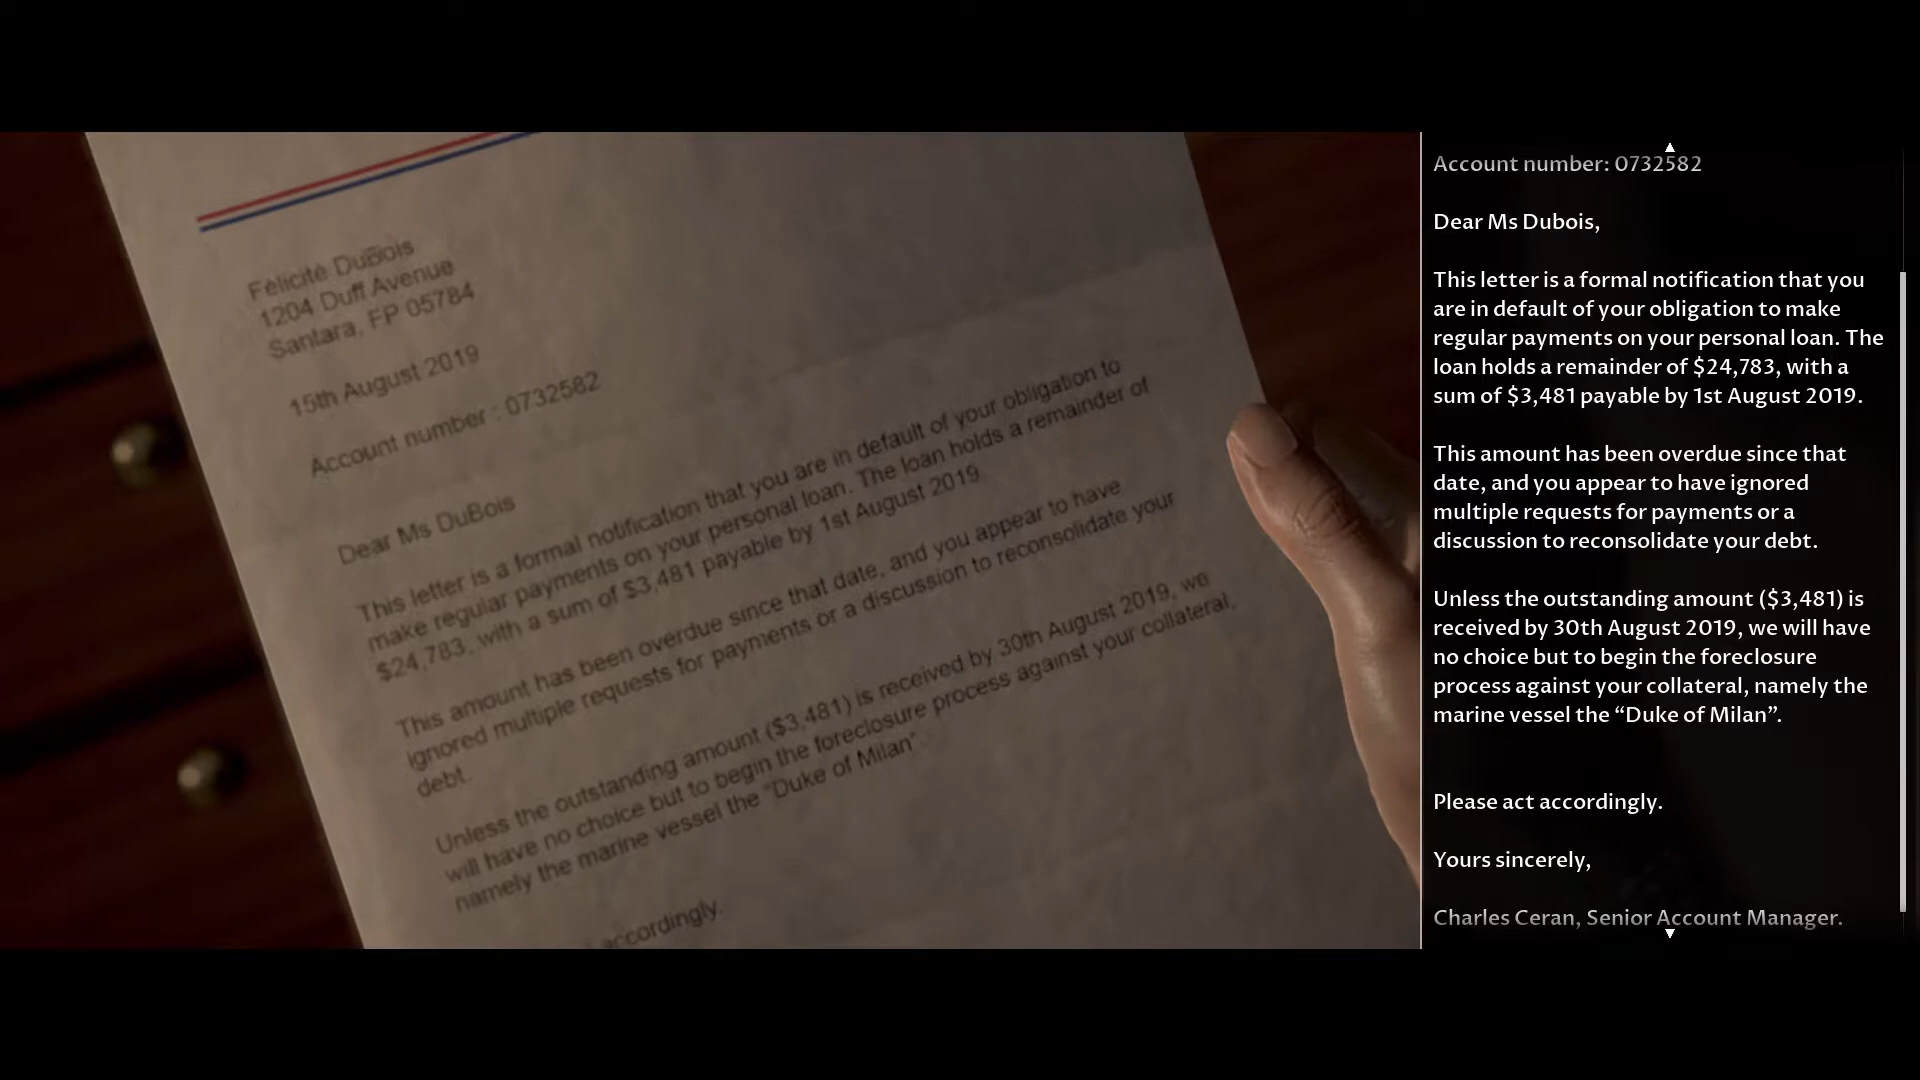 Félicité DuBois
1204 Duff Avenue
Santara, FP 05784
15th August 2019
Account number : 0732582
Dear Ms DuBois
This letter is a formal notification that you are in default of your obligation to
make regular payments on your personal loan. The loan holds a remainder of
$24,783, with a sum of $3,481 payable by 1st August 2019
This amount has been overdue since that date, and you appear to have
ignored multiple requests for payments or a discussion to reconsolidate your
debt.
Unless the outstanding amount ($3,481) is received by 30th August 2019, we
will have no choice but to begin the foreclosure process against your collateral,
namely the marine vessel the "Duke of Milan".
accordingly.
Account number: 0732582
Dear Ms Dubois,
This letter is a formal notification that you
are in default of your obligation to make
regular payments on your personal loan. The
loan holds a remainder of $24,783, with a
sum of $3,481 payable by 1st August 2019.
This amount has been overdue since that
date, and you appear to have ignored
multiple requests for payments or a
discussion to reconsolidate your debt.
Unless the outstanding amount ($3,481) is
received by 30th August 2019, we will have
no choice but to begin the foreclosure
process against your collateral, namely the
marine vessel the “Duke of Milan”.
Please act accordingly.
Yours sincerely,
Charles Ceran, Senior Account Manager.